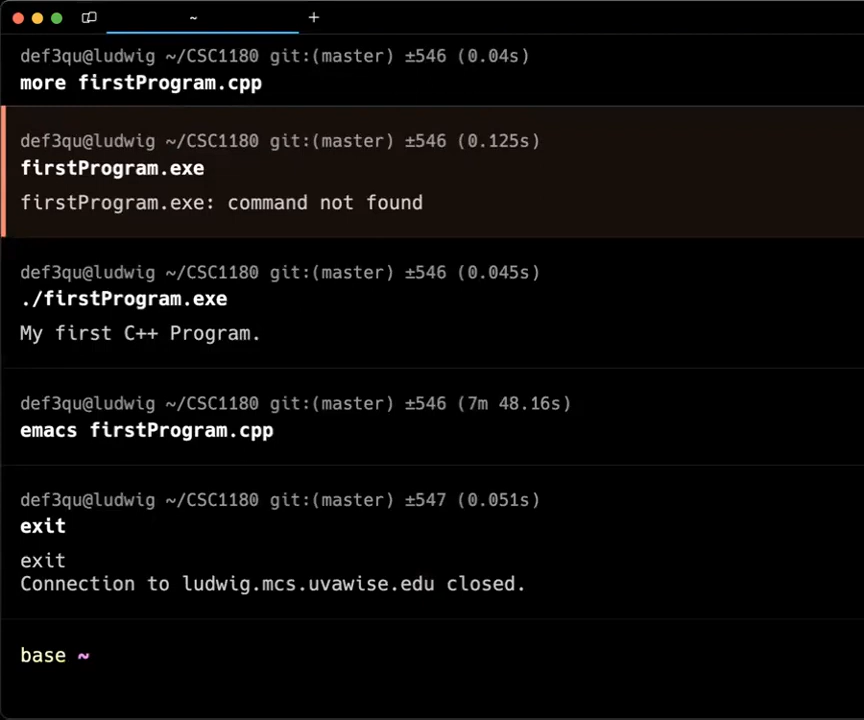 ~
+
def3qu@ludwig ~/CSC1180 git:(master) ±546 (0.04s)
more firstProgram.cpp
def3qu@ludwig ~/CSC1180 git:(master) ±546 (0.125s)
firstProgram.exe
firstProgram.exe: command not found
def3qu@ludwig ~/CSC1180 git:(master) ±546 (0.045s)
./firstProgram.exe
My first C++ Program.
def3qu@ludwig ~/CSC1180 git:(master) ±546 (7m 48.16s)
emacs firstProgram.cpp
def3qu@ludwig ~/CSC1180 git:(master) ±547 (0.051s)
exit
exit
Connection to ludwig.mcs.uvawise.edu closed.
base ~